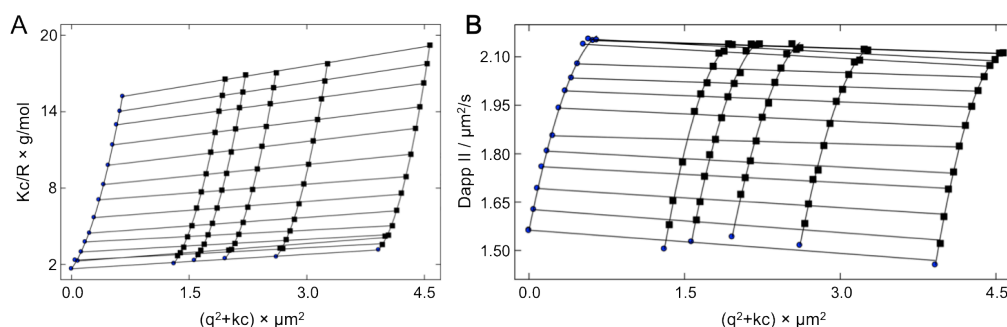 A
20
14
8
2
Kc/R × g/mol
0.0
1.5
3.0
4.5
(q²+kc) × μm²
B
2.10
1.95
1.80
1.65
1.50
Dapp II / μm²/s
0.0
1.5
3.0
4.5
(q²+kc) × μm²